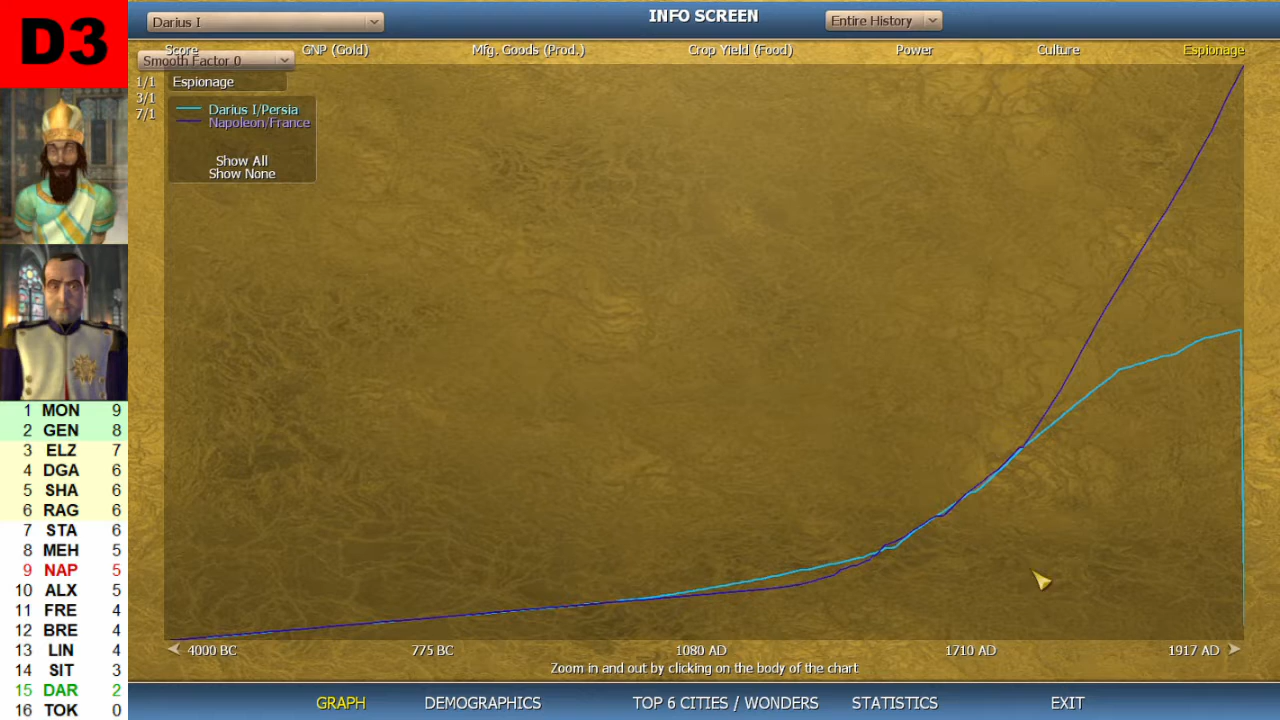 D3
Darius I
INFO SCREEN
Entire History
Score
GNP (Gold)
Mfg. Goods (Prod.)
Crop Yield (Food)
Power
Culture
Espionage
Smooth Factor 0
1/1
3/1
7/1
Espionage
Darius I/Persia
Napoleon/France
Show All
Show None
1 MON 9
2 GEN 8
3 ELZ 7
4 DGA 6
5 SHA 6
6 RAG 6
7 STA 6
8 MEH 5
9 NAP 5
10 ALX 5
11 FRE 4
12 BRE 4
13 LIN 4
14 SIT 3
15 DAR 2
16 TOK 0
4000 BC
775 BC
1080 AD
1710 AD
1917 AD
Zoom in and out by clicking on the body of the chart
GRAPH
DEMOGRAPHICS
TOP 6 CITIES / WONDERS
STATISTICS
EXIT